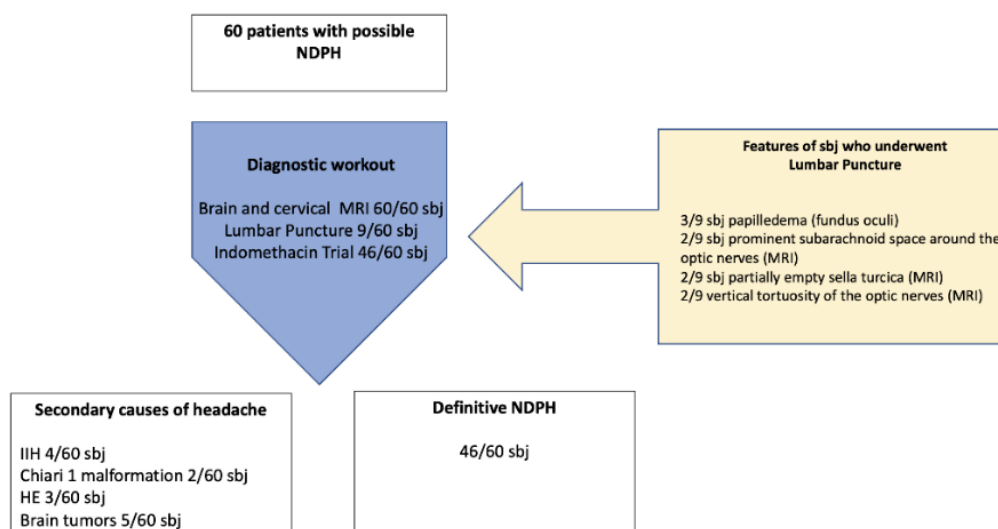 60 patients with possible
NDPH
Diagnostic workout
Brain and cervical MRI 60/60 sbj
Lumbar Puncture 9/60 sbj
Indomethacin Trial 46/60 sbj
Features of sbj who underwent
Lumbar Puncture
3/9 sbj papilledema (fundus oculi)
2/9 sbj prominent subarachnoid space around the
optic nerves (MRI)
2/9 sbj partially empty sella turcica (MRI)
2/9 vertical tortuosity of the optic nerves (MRI)
Secondary causes of headache
IIH 4/60 sbj
Chiari 1 malformation 2/60 sbj
HE 3/60 sbj
Brain tumors 5/60 sbj
Definitive NDPH
46/60 sbj